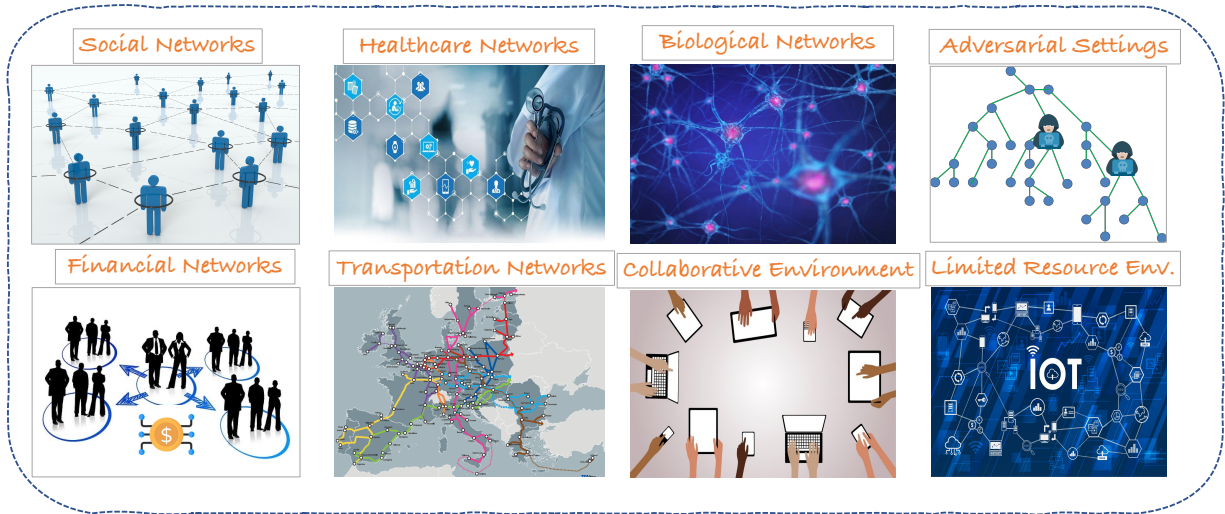 Social Networks
Healthcare Networks
Biological Networks
Adversarial Settings
Financial Networks
$
Transportation Networks
Collaborative Environment
Limited Resource Env.
IOT